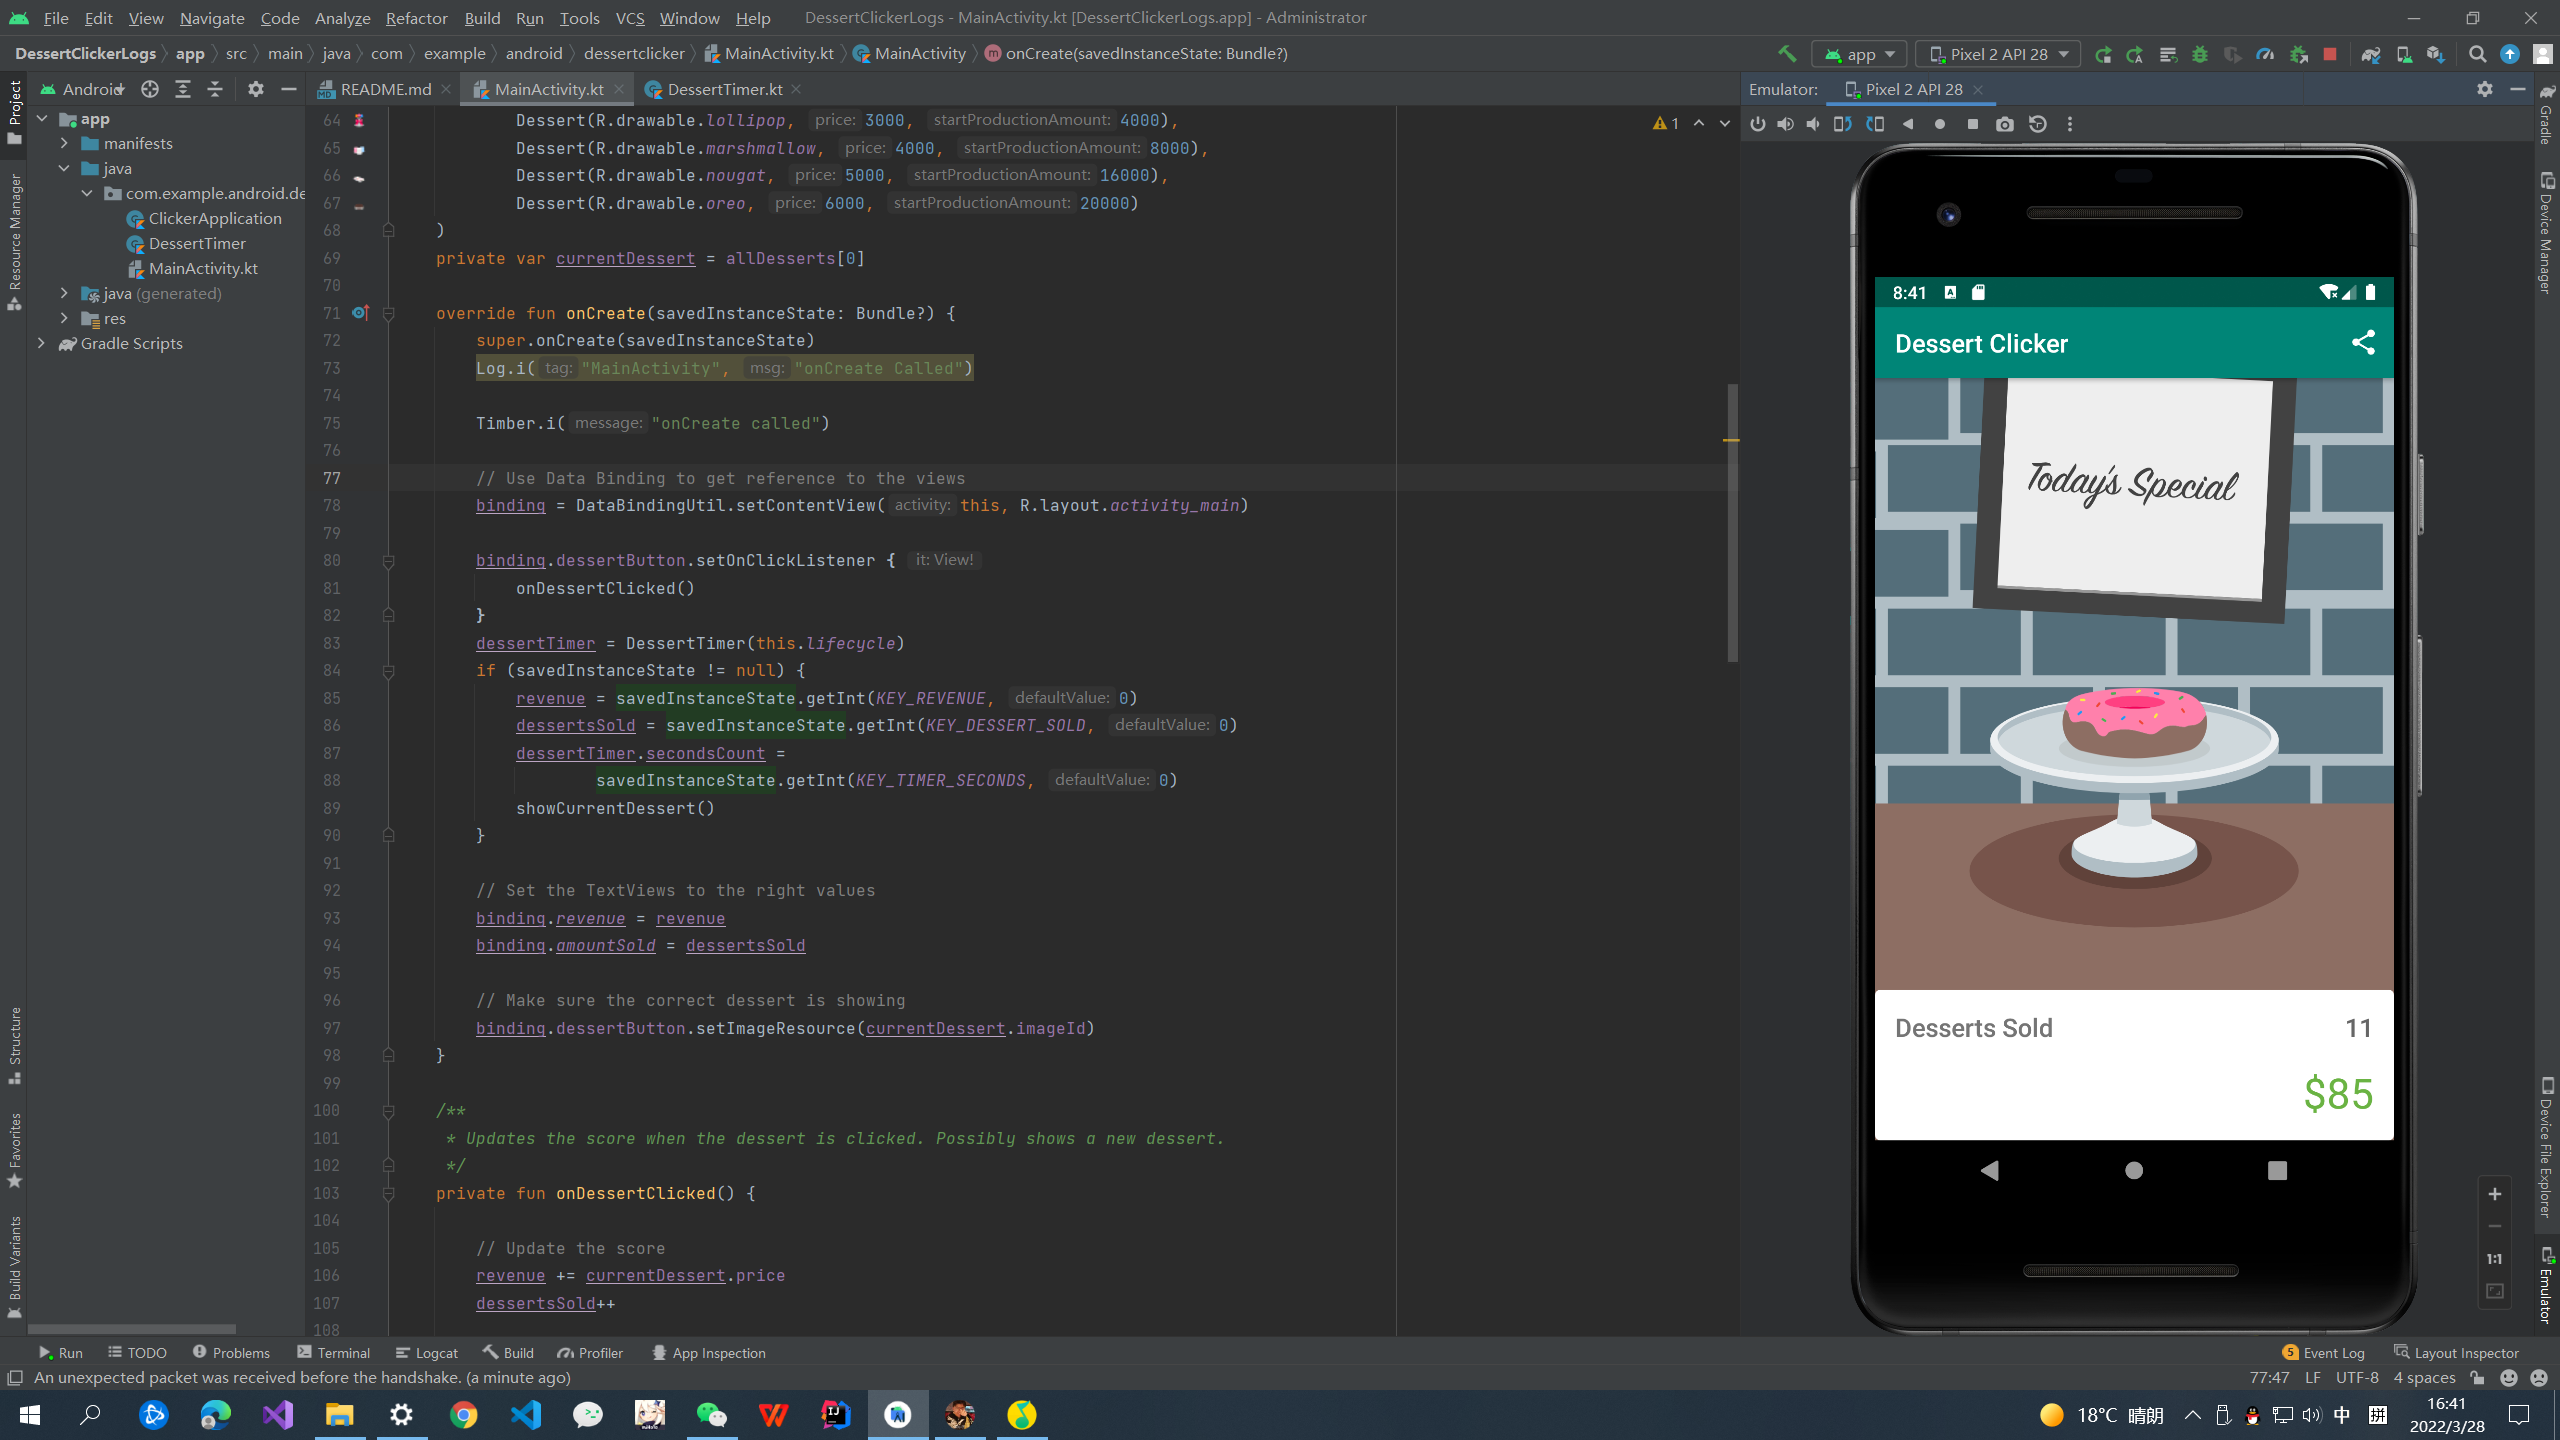 File Edit View Navigate Code Analyze Refactor Build Run Tools VCS Window Help DessertClickerLogs - MainActivity.kt [DessertClickerLogs.app] - Administrator
DessertClickerLogs app src main java com example android dessertclicker MainActivity.kt MainActivity onCreate(savedInstanceState: Bundle?) app Pixel 2 API 28
Project
Resource Manager
Structure
Favorites
Build Variants
Android
app
manifests
java
com.example.android.de
ClickerApplication
DessertTimer
MainActivity.kt
java (generated)
res
Gradle Scripts
README.md MainActivity.kt DessertTimer.kt
1
64 Dessert(R.drawable.lollipop, price: 3000, startProductionAmount: 4000),
65 Dessert(R.drawable.marshmallow, price: 4000, startProductionAmount: 8000),
66 Dessert(R.drawable.nougat, price: 5000, startProductionAmount: 16000),
67 Dessert(R.drawable.oreo, price: 6000, startProductionAmount: 20000)
68 )
69 private var currentDessert = allDesserts[0]
70
71 override fun onCreate(savedInstanceState: Bundle?) {
72 super.onCreate(savedInstanceState)
73 Log.i( tag: "MainActivity", msg: "onCreate Called")
74
75 Timber.i( message: "onCreate called")
76
77 // Use Data Binding to get reference to the views
78 binding = DataBindingUtil.setContentView( activity: this, R.layout.activity_main)
79
80 binding.dessertButton.setOnClickListener { it: View!
81 onDessertClicked()
82 }
83 dessertTimer = DessertTimer(this.lifecycle)
84 if (savedInstanceState != null) {
85 revenue = savedInstanceState.getInt(KEY_REVENUE, defaultValue: 0)
86 dessertsSold = savedInstanceState.getInt(KEY_DESSERT_SOLD, defaultValue: 0)
87 dessertTimer.secondsCount =
88 savedInstanceState.getInt(KEY_TIMER_SECONDS, defaultValue: 0)
89 showCurrentDessert()
90 }
91
92 // Set the TextViews to the right values
93 binding.revenue = revenue
94 binding.amountSold = dessertsSold
95
96 // Make sure the correct dessert is showing
97 binding.dessertButton.setImageResource(currentDessert.imageId)
98 }
99
100 /**
101 * Updates the score when the dessert is clicked. Possibly shows a new dessert.
102 */
103 private fun onDessertClicked() {
104
105 // Update the score
106 revenue += currentDessert.price
107 dessertsSold++
108
Emulator: Pixel 2 API 28
8:41
Dessert Clicker
Today's Special
Desserts Sold 11
$85
1:1
Gradle
Device Manager
Device File Explorer
Emulator
Run TODO Problems Terminal Logcat Build Profiler App Inspection 5 Event Log Layout Inspector
An unexpected packet was received before the handshake. (a minute ago) 77:47 LF UTF-8 4 spaces
18°C 晴朗 中 拼 16:41
2022/3/28